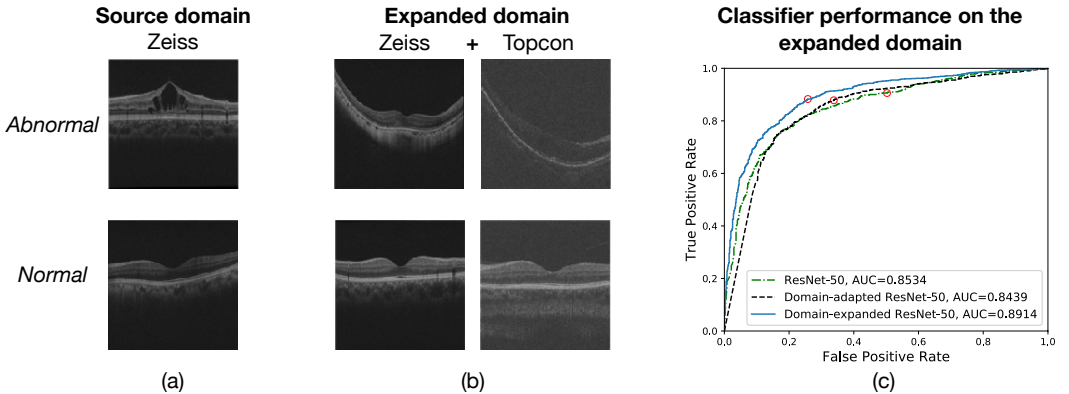 Source domain
Zeiss
Expanded domain
Zeiss + Topcon
Classifier performance on the
expanded domain
Abnormal
Normal
1.0
0.8
0.6
0.4
0.2
0.0
True Positive Rate
ResNet-50, AUC=0.8534
Domain-adapted ResNet-50, AUC=0.8439
Domain-expanded ResNet-50, AUC=0.8914
0.0 0.2 0.4 0.6 0.8 1.0
False Positive Rate
(a)
(b)
(c)